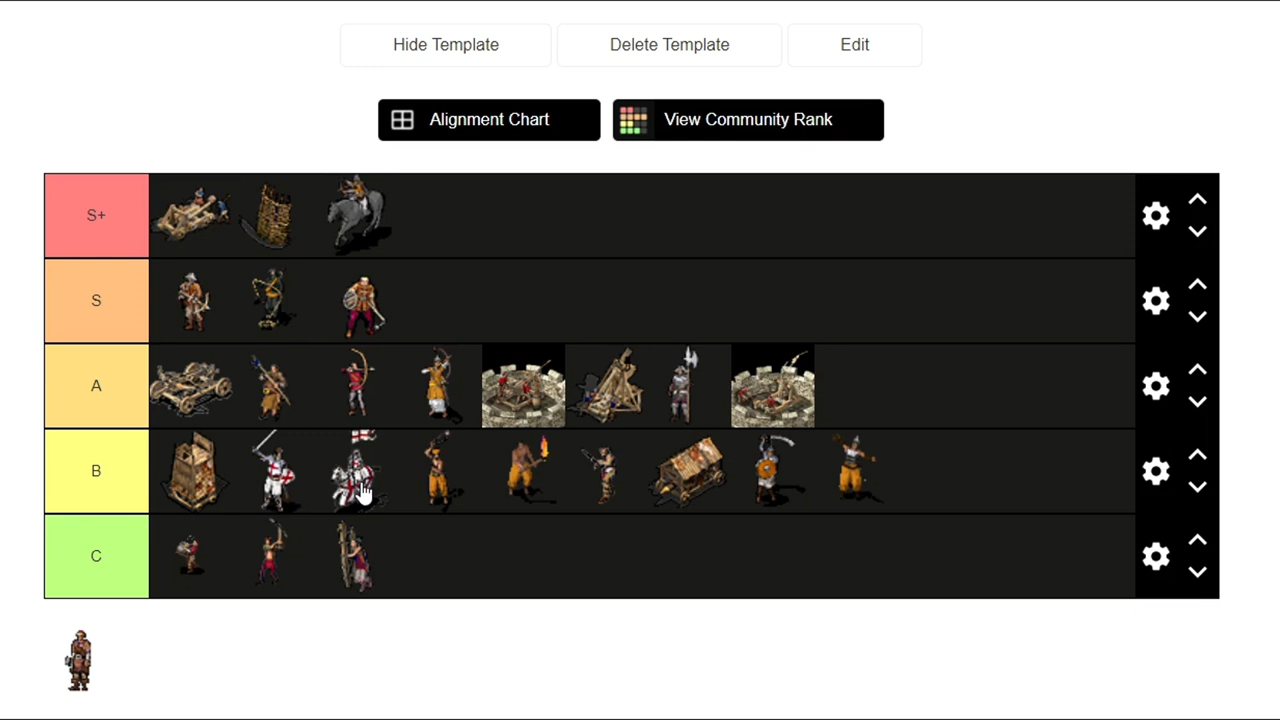 Hide Template Delete Template Edit
Alignment Chart View Community Rank
S+
S
A
B
C